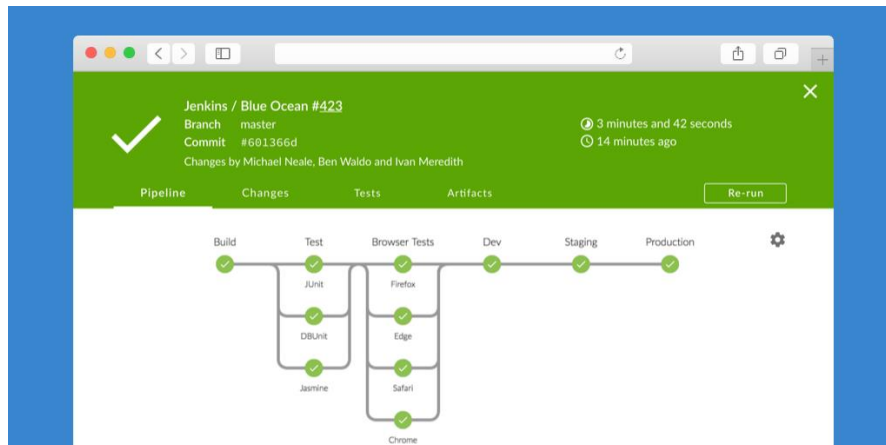 Jenkins / Blue Ocean #423
Branch master
Commit #601366d
Changes by Michael Neale, Ben Waldo and Ivan Meredith
3 minutes and 42 seconds
14 minutes ago
Pipeline Changes Tests Artifacts Re-run
Build Test Browser Tests Dev Staging Production
JUnit Firefox
DBUnit Edge
Jasmine Safari
Chrome